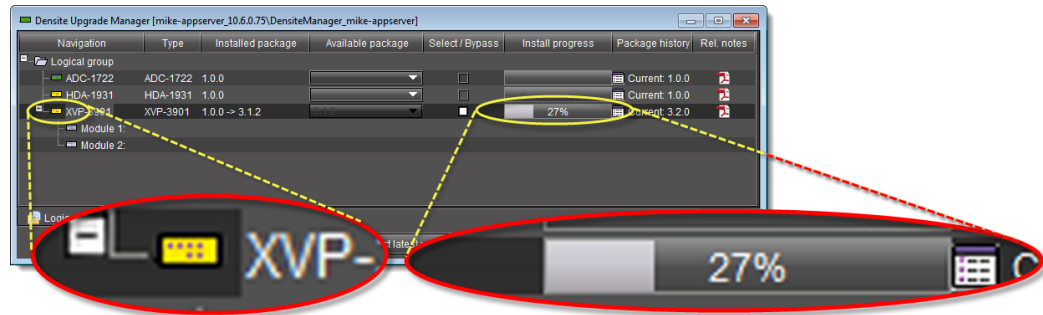 Densite Upgrade Manager [mike-appserver_10.6.0.75\DensiteManager_mike-appserver]
Navigation Type Installed package Available package Select / Bypass Install progress Package history Rel. notes
Logical group
ADC-1722 ADC-1722 1.0.0 Current: 1.0.0
HDA-1931 HDA-1931 1.0.0 Current: 1.0.0
XVP-3901 XVP-3901 1.0.0 -> 3.1.2 27% Current: 3.2.0
Module 1:
Module 2:
XVP-
27%